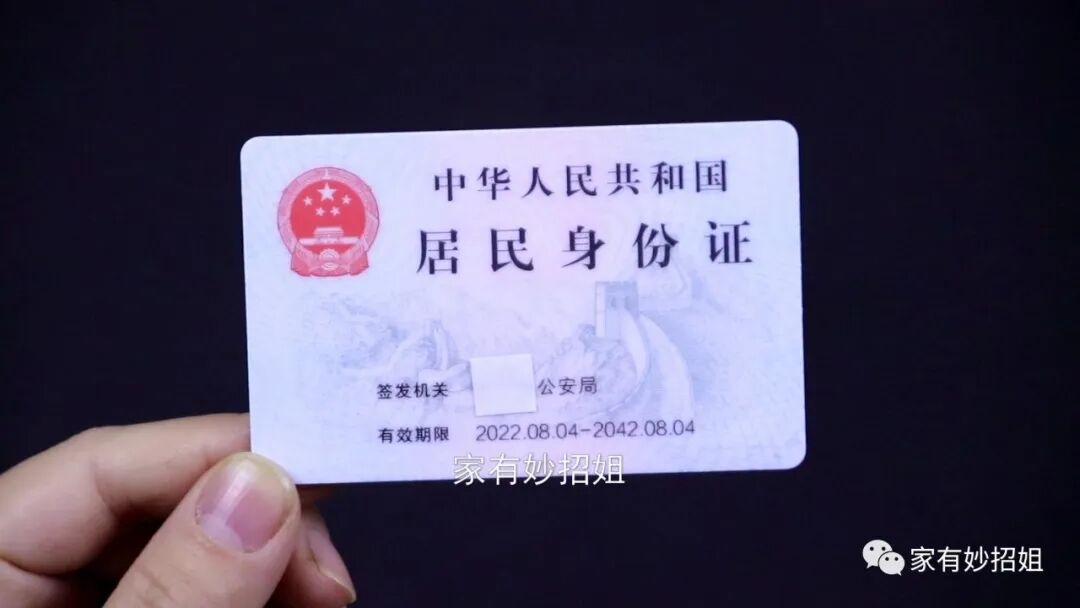 中华人民共和国
居民身份证
签发机关 公安局
有效期限 2022.08.04-2042.08.04
家有妙招姐
家有妙招姐